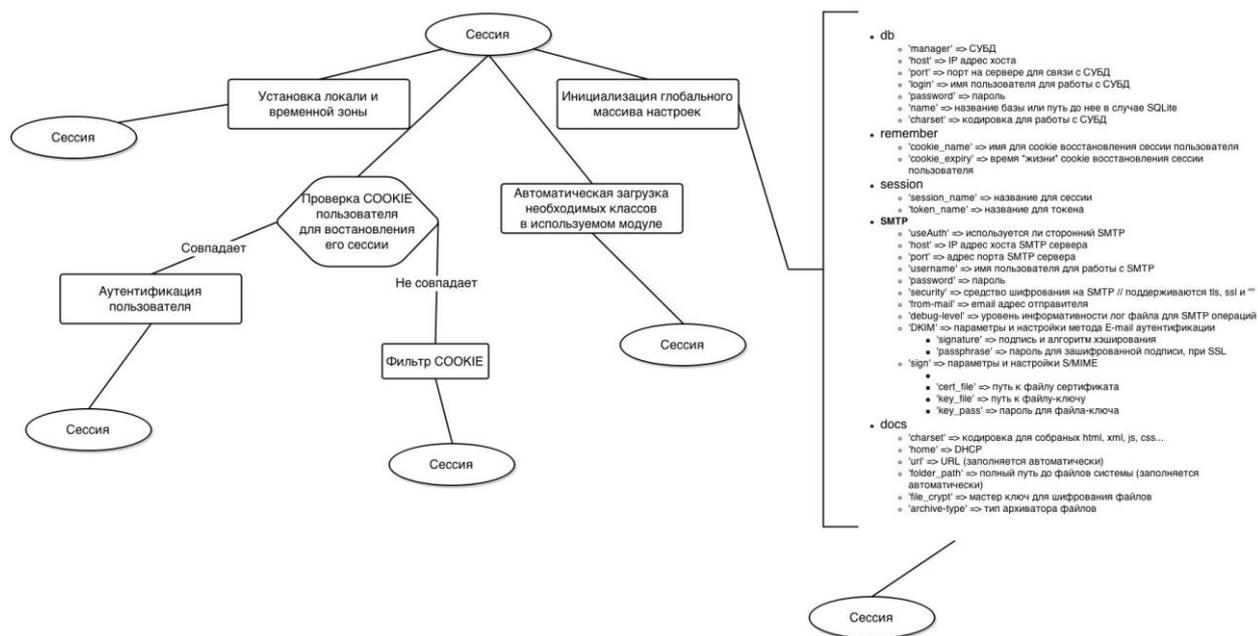 Сессия
Установка локали и
временной зоны
Инициализация глобального
массива настроек
Сессия
Проверка COOKIE
пользователя
для востановления
его сессии
Автоматическая загрузка
необходимых классов
в используемом модуле
Совпадает
Не совпадает
Аутентификация
пользователя
Фильтр COOKIE
Сессия
Сессия
Сессия
db
'manager' => СУБД
'host' => IP адрес хоста
'port' => порт на сервере для связи с СУБД
'login' => имя пользователя для работы с СУБД
'password' => пароль
'name' => название базы или путь до нее в случае SQLite
'charset' => кодировка для работы с СУБД
remember
'cookie_name' => имя для cookie восстановления сессии пользователя
'cookie_expiry' => время "жизни" cookie восстановления сессии
пользователя
session
'session_name' => название для сессии
'token_name' => название для токена
SMTP
'useAuth' => используется ли сторонний SMTP
'host' => IP адрес хоста SMTP сервера
'port' => адрес порта SMTP сервера
'username' => имя пользователя для работы с SMTP
'password' => пароль
'security' => средство шифрования на SMTP // поддерживаются tls, ssl и ""
'from-mail' => email адрес отправителя
'debug-level' => уровень информативности лог файла для SMTP операций
'DKIM' => параметры и настройки метода E-mail аутентификации
'signature' => подпись и алгоритм хэширования
'passphrase' => пароль для зашифрованной подписи, при SSL
'sign' => параметры и настройки S/MIME
'cert_file' => путь к файлу сертификата
'key_file' => путь к файлу-ключу
'key_pass' => пароль для файла-ключа
docs
'charset' => кодировка для собраных html, xml, js, css...
'home' => DHCP
'url' => URL (заполняется автоматически)
'folder_path' => полный путь до файлов системы (заполняется
автоматически)
'file_crypt' => мастер ключ для шифрования файлов
'archive-type' => тип архиватора файлов
Сессия